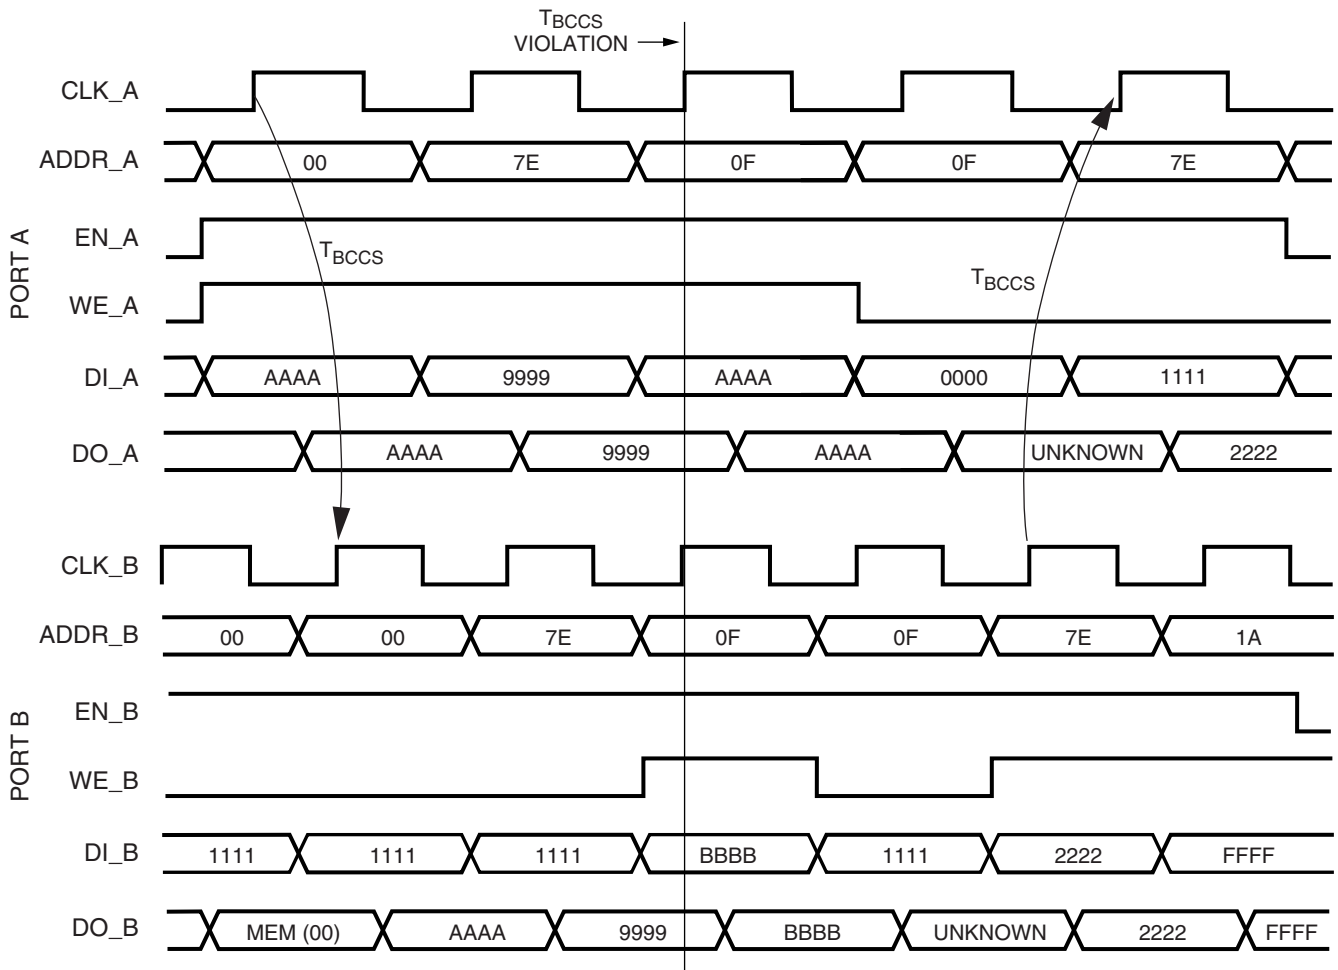 TBCCS
VIOLATION
CLK_A
ADDR_A 00 7E 0F 0F 7E
PORT A
EN_A
TBCCS
TBCCS
WE_A
DI_A AAAA 9999 AAAA 0000 1111
DO_A AAAA 9999 AAAA UNKNOWN 2222
CLK_B
ADDR_B 00 00 7E 0F 0F 7E 1A
PORT B
EN_B
WE_B
DI_B 1111 1111 1111 BBBB 1111 2222 FFFF
DO_B MEM (00) AAAA 9999 BBBB UNKNOWN 2222 FFFF